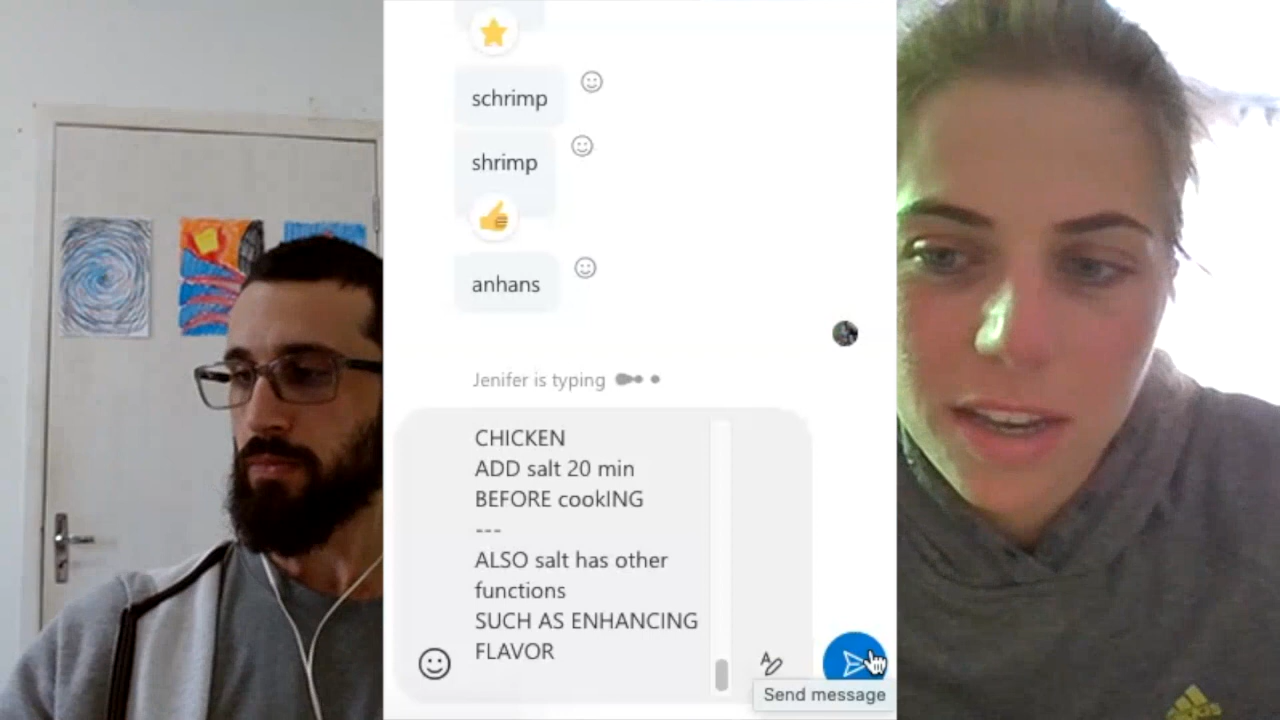 schrimp
shrimp
anhans
Jenifer is typing
CHICKEN
ADD salt 20 min
BEFORE cookING
---
ALSO salt has other
functions
SUCH AS ENHANCING
FLAVOR
Send message